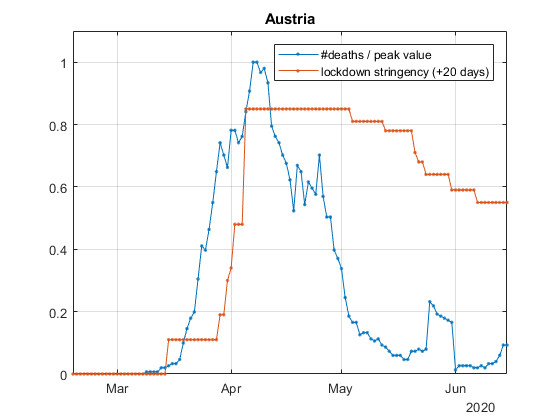 Austria
#deaths / peak value
lockdown stringency (+20 days)
1
0.8
0.6
0.4
0.2
0
Mar Apr May Jun
2020